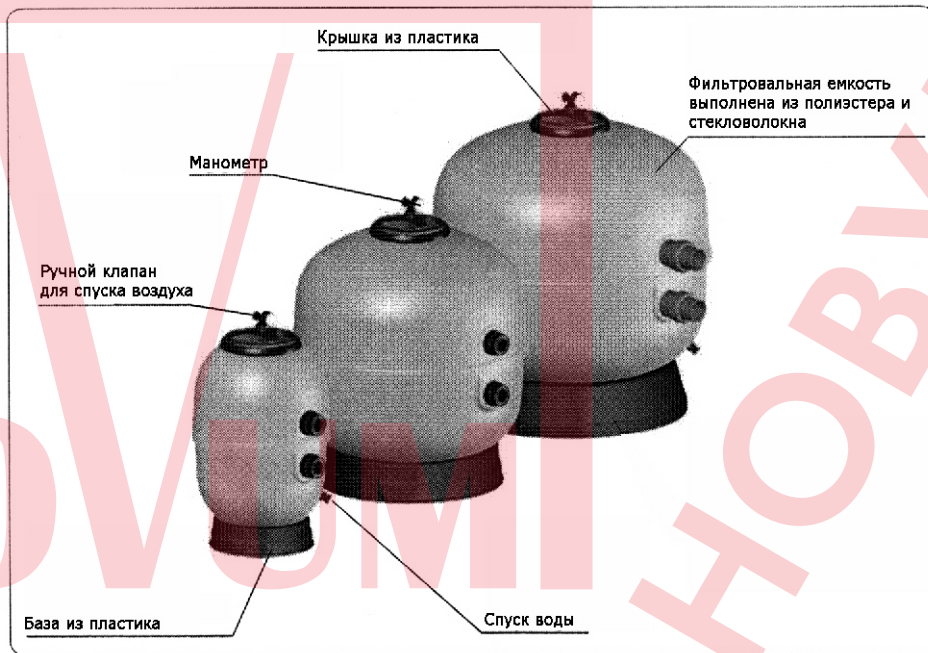 Крышка из пластика
Фильтровальная емкость
выполнена из полиэстера и
стекловолокна
Манометр
Ручной клапан
для спуска воздуха
База из пластика
Спуск воды